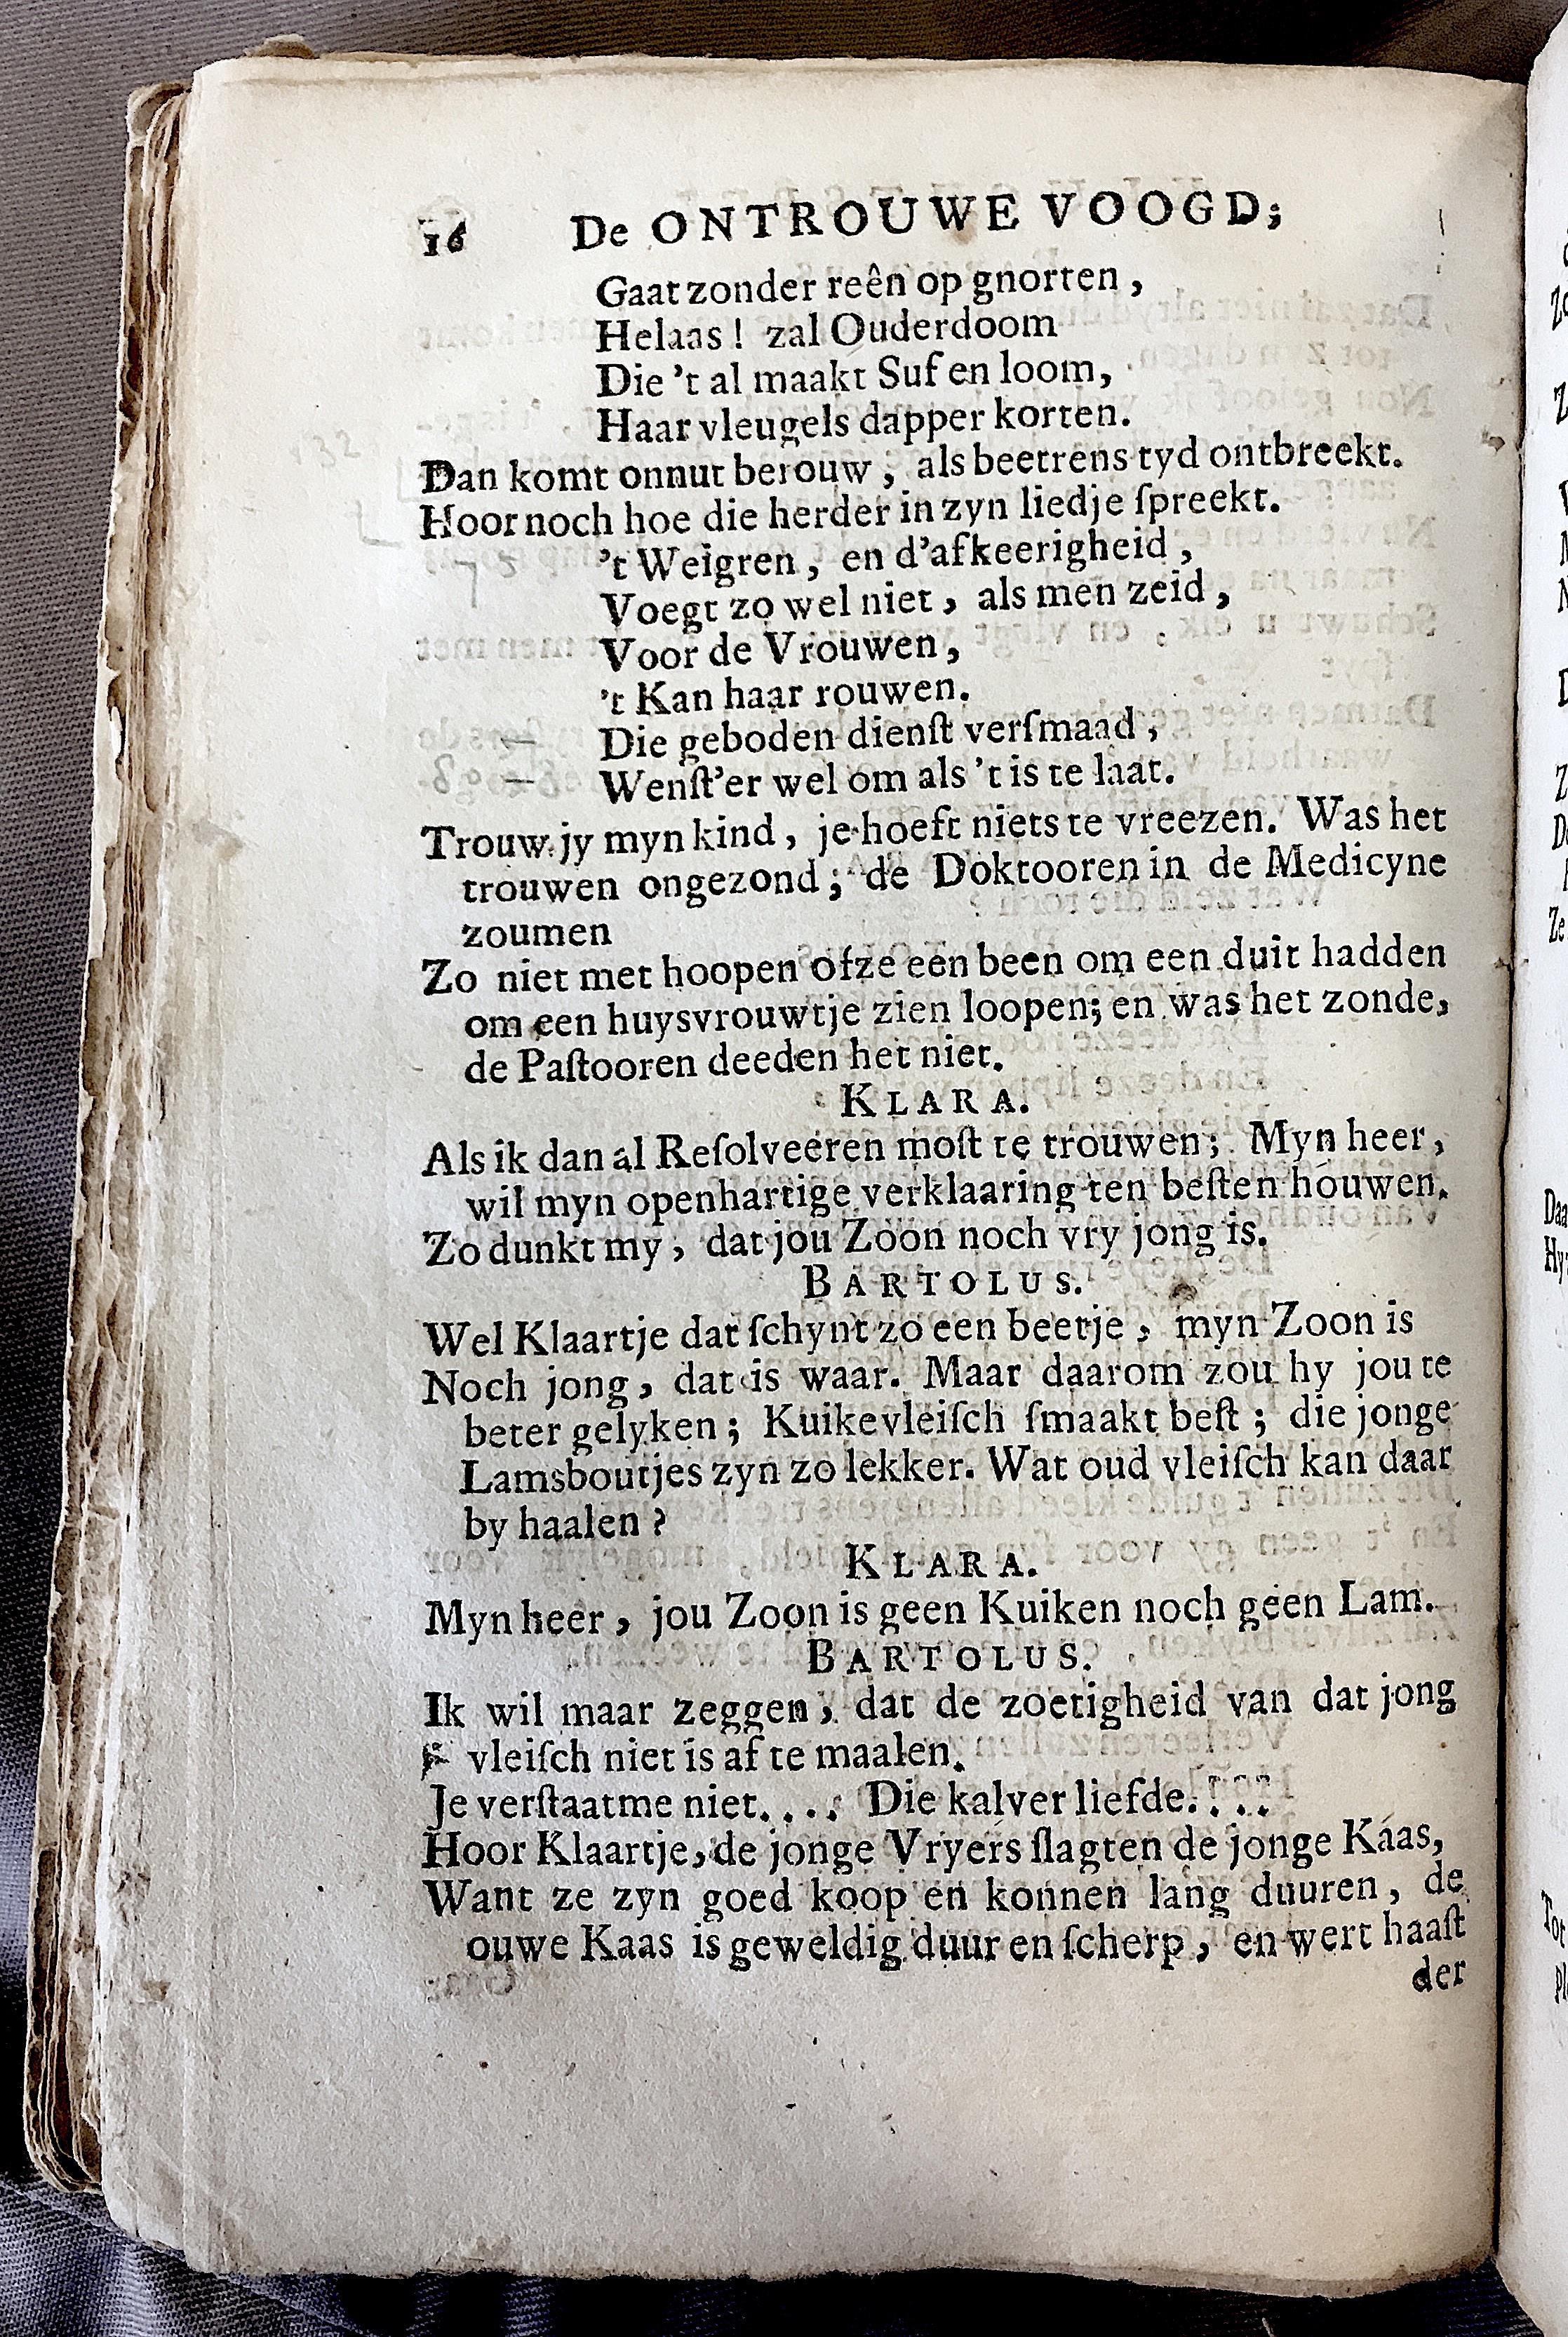 16 De ONTROUWE VOOGD;
Gaat zonder reên op gnorten,
Helaas! zal Ouderdoom
Die 't al maakt Suf en loom,
Haar vleugels dapper korten.
Dan komt onnut berouw, als beetrens tyd ontbreekt.
Hoor noch hoe die herder in zyn liedje ſpreekt.
't Weigren, en d'afkeerigheid,
Voegt zo wel niet, als men zeid,
Voor de Vrouwen,
't Kan haar rouwen.
Die geboden dienſt verſmaad,
Wenſt'er wel om als 't is te laat.
Trouw jy myn kind, je hoeft niets te vreezen. Was het
trouwen ongezond; de Doktooren in de Medicyne
zoumen
Zo niet met hoopen ofze een been om een duit hadden
om een huysvrouwtje zien loopen; en was het zonde,
de Paſtooren deeden het niet.
KLARA.
Als ik dan al Reſolveeren moſt te trouwen; Myn heer,
wil myn openhartige verklaaring ten beſten houwen.
Zo dunkt my, dat jou Zoon noch vry jong is.
BARTOLUS.
Wel Klaartje dat ſchynt zo een beetje, myn Zoon is
Noch jong, dat is waar. Maar daarom zou hy jou te
beter gelyken; Kuikevleiſch ſmaakt beſt; die jonge
Lamsboutjes zyn zo lekker. Wat oud vleiſch kan daar
by haalen?
KLARA.
Myn heer, jou Zoon is geen Kuiken noch geen Lam.
BARTOLUS.
Ik wil maar zeggen, dat de zoetigheid van dat jong
vleiſch niet is af te maalen.
Je verſtaatme niet.... Die kalver liefde....
Hoor Klaartje, de jonge Vryers ſlagten de jonge Kaas,
Want ze zyn goed koop en konnen lang duuren, de
ouwe Kaas is geweldig duur en ſcherp, en wert haaſt
der